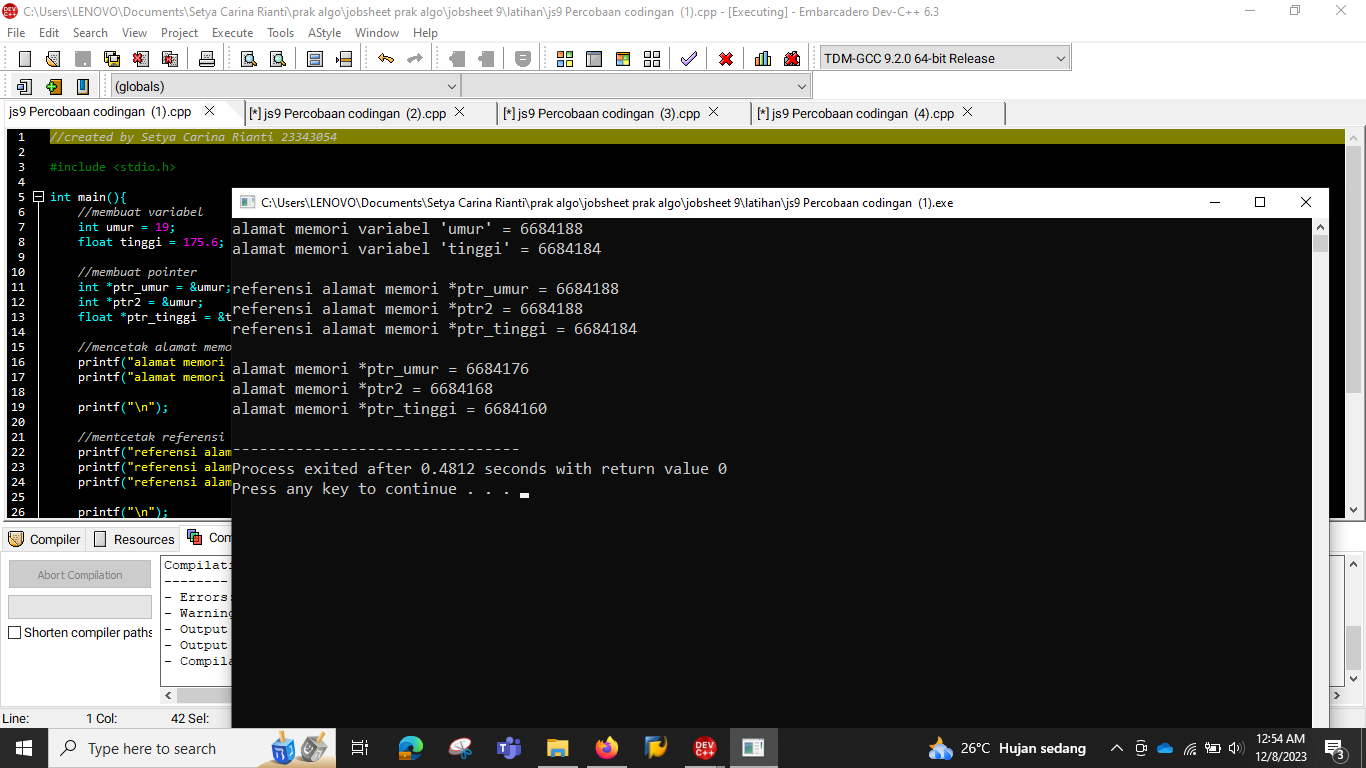 C:\Users\LENOVO\Documents\Setya Carina Rianti\prak algo\jobsheet prak algo\jobsheet 9\latihan\js9 Percobaan codingan (1).cpp - [Executing] - Embarcadero Dev-C++ 6.3
File Edit Search View Project Execute Tools AStyle Window Help
TDM-GCC 9.2.0 64-bit Release
(globals)
js9 Percobaan codingan (1).cpp [*] js9 Percobaan codingan (2).cpp [*] js9 Percobaan codingan (3).cpp [*] js9 Percobaan codingan (4).cpp
1 //created by Setya Carina Rianti 23343054
2
3 #include <stdio.h>
4
5 int main(){
6 //membuat variabel
7 int umur = 19;
8 float tinggi = 175.6;
9
10 //membuat pointer
11 int *ptr_umur = &umur;
12 int *ptr2 = &umur;
13 float *ptr_tinggi = &t
14
15 //mencetak alamat memo
16 printf("alamat memori
17 printf("alamat memori
18
19 printf("\n");
20
21 //mentcetak referensi
22 printf("referensi alam
23 printf("referensi alam
24 printf("referensi alam
25
26 printf("\n");
C:\Users\LENOVO\Documents\Setya Carina Rianti\prak algo\jobsheet prak algo\jobsheet 9\latihan\js9 Percobaan codingan (1).exe
alamat memori variabel 'umur' = 6684188
alamat memori variabel 'tinggi' = 6684184
referensi alamat memori *ptr_umur = 6684188
referensi alamat memori *ptr2 = 6684188
referensi alamat memori *ptr_tinggi = 6684184
alamat memori *ptr_umur = 6684176
alamat memori *ptr2 = 6684168
alamat memori *ptr_tinggi = 6684160
--------------------------------
Process exited after 0.4812 seconds with return value 0
Press any key to continue . . .
Compiler Resources Com
Abort Compilation
Shorten compiler paths
Compilati
--------
- Errors:
- Warning
- Output
- Output
- Compila
Line: 1 Col: 42 Sel:
Type here to search
DEV C++
26°C Hujan sedang
12:54 AM
12/8/2023
3